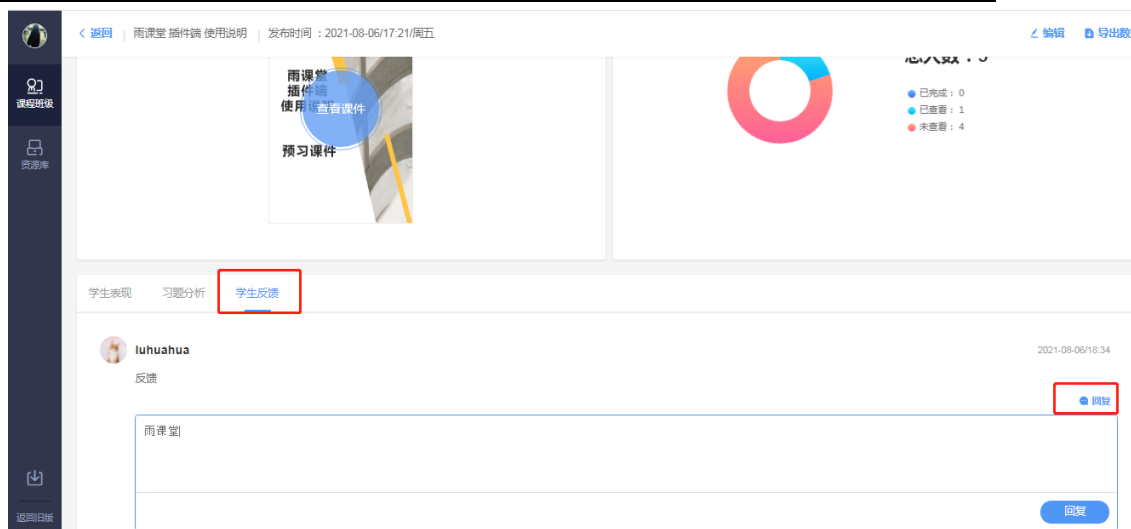 返回 | 雨课堂 插件端 使用说明 | 发布时间 ：2021-08-06/17:21/周五
编辑
导出数
课程班级
资源库
返回旧版
雨课堂
插件端
使用
查看课件
预习课件
总人数：5
已完成： 0
已查看： 1
未查看： 4
学生表现
习题分析
学生反馈
luhuahua
2021-08-06/18:34
反馈
回复
雨课堂
回复